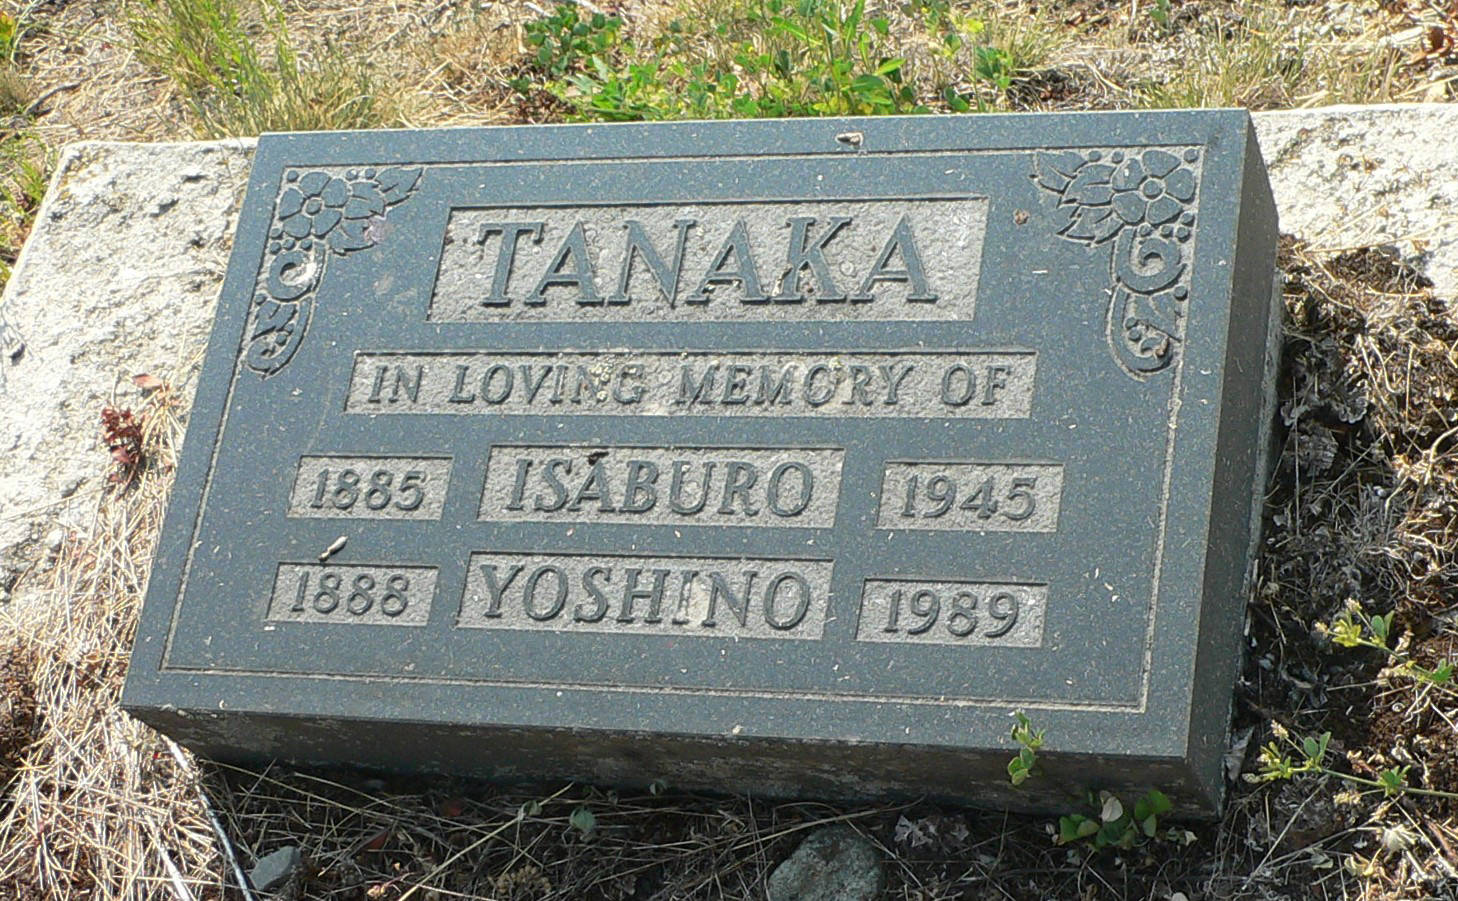 TANAKA
IN LOVING MEMORY OF
1885 ISABURO 1945
1888 YOSHINO 1989